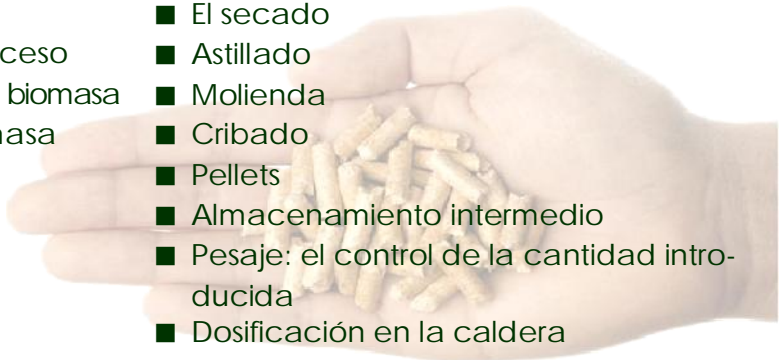 ■ El secado
ceso
■ Astillado
biomasa
■ Molienda
asa
■ Cribado
■ Pellets
■ Almacenamiento intermedio
■ Pesaje: el control de la cantidad intro-
ducida
■ Dosificación en la caldera